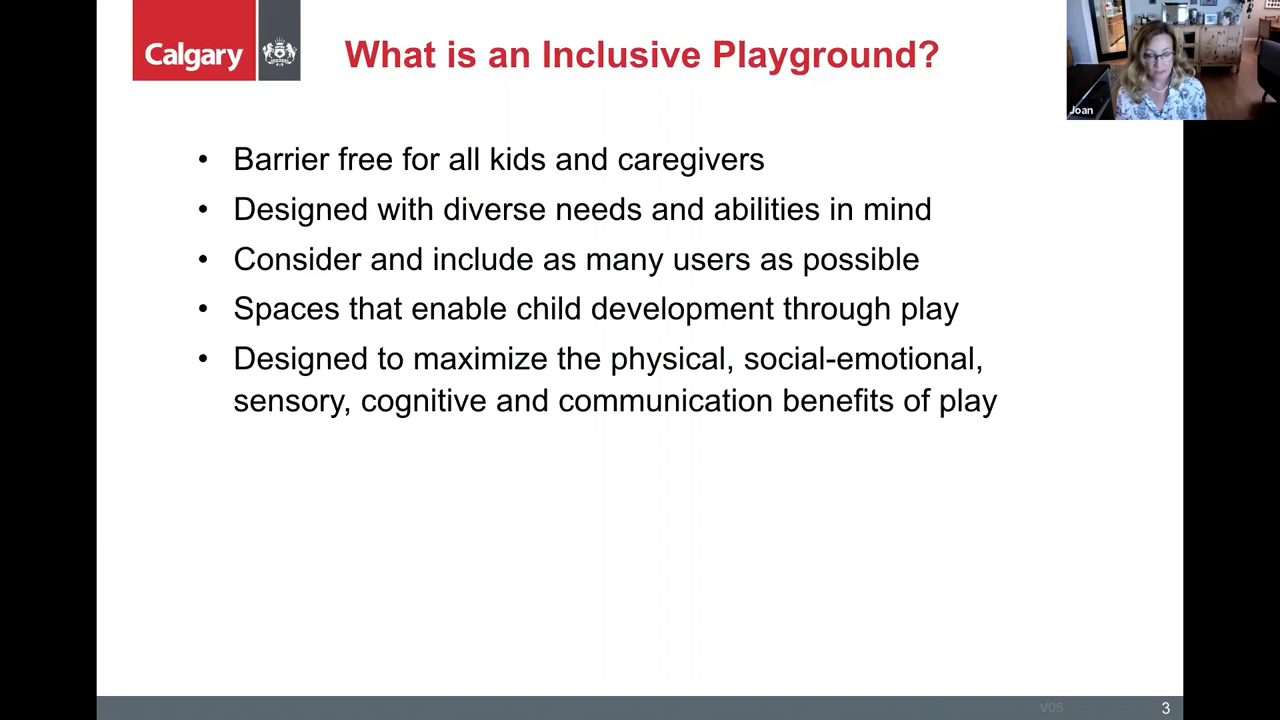 Calgary
What is an Inclusive Playground?
Joan
• Barrier free for all kids and caregivers
• Designed with diverse needs and abilities in mind
• Consider and include as many users as possible
• Spaces that enable child development through play
• Designed to maximize the physical, social-emotional,
sensory, cognitive and communication benefits of play
V05
3